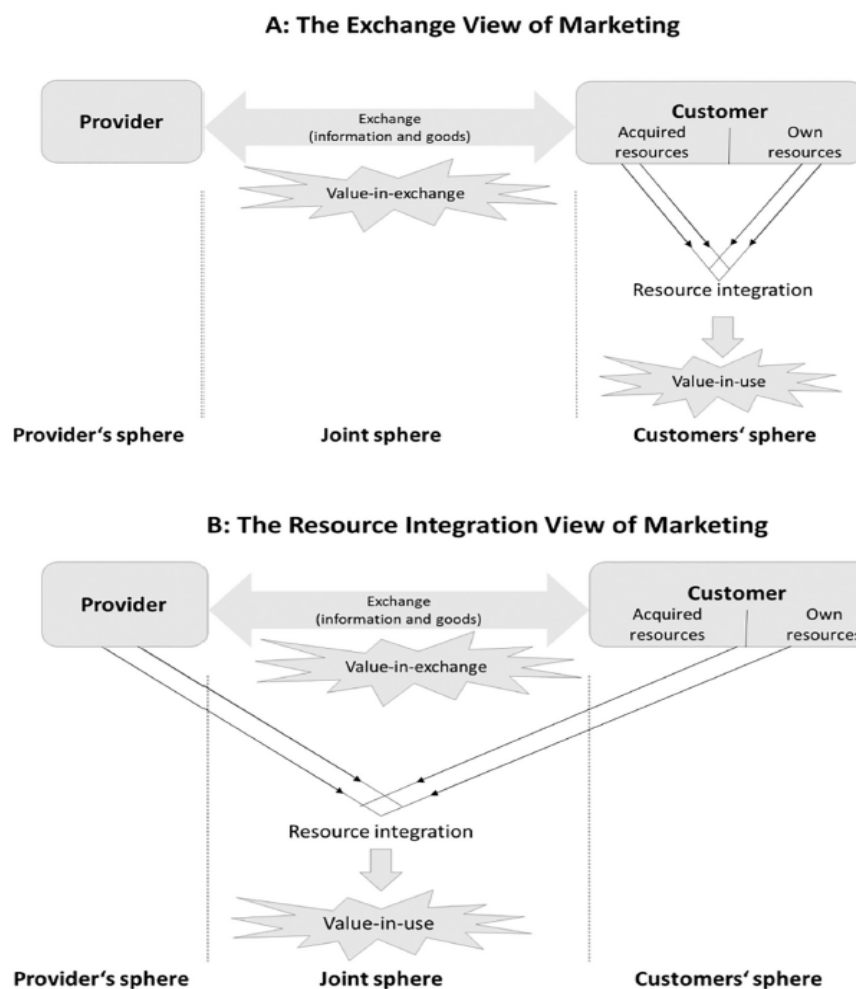 A: The Exchange View of Marketing
Provider
Exchange
(information and goods)
Value-in-exchange
Customer
Acquired
resources
Own
resources
Resource integration
Value-in-use
Provider‘s sphere
Joint sphere
Customers‘ sphere
B: The Resource Integration View of Marketing
Provider
Exchange
(information and goods)
Value-in-exchange
Customer
Acquired
resources
Own
resources
Resource integration
Value-in-use
Provider‘s sphere
Joint sphere
Customers‘ sphere